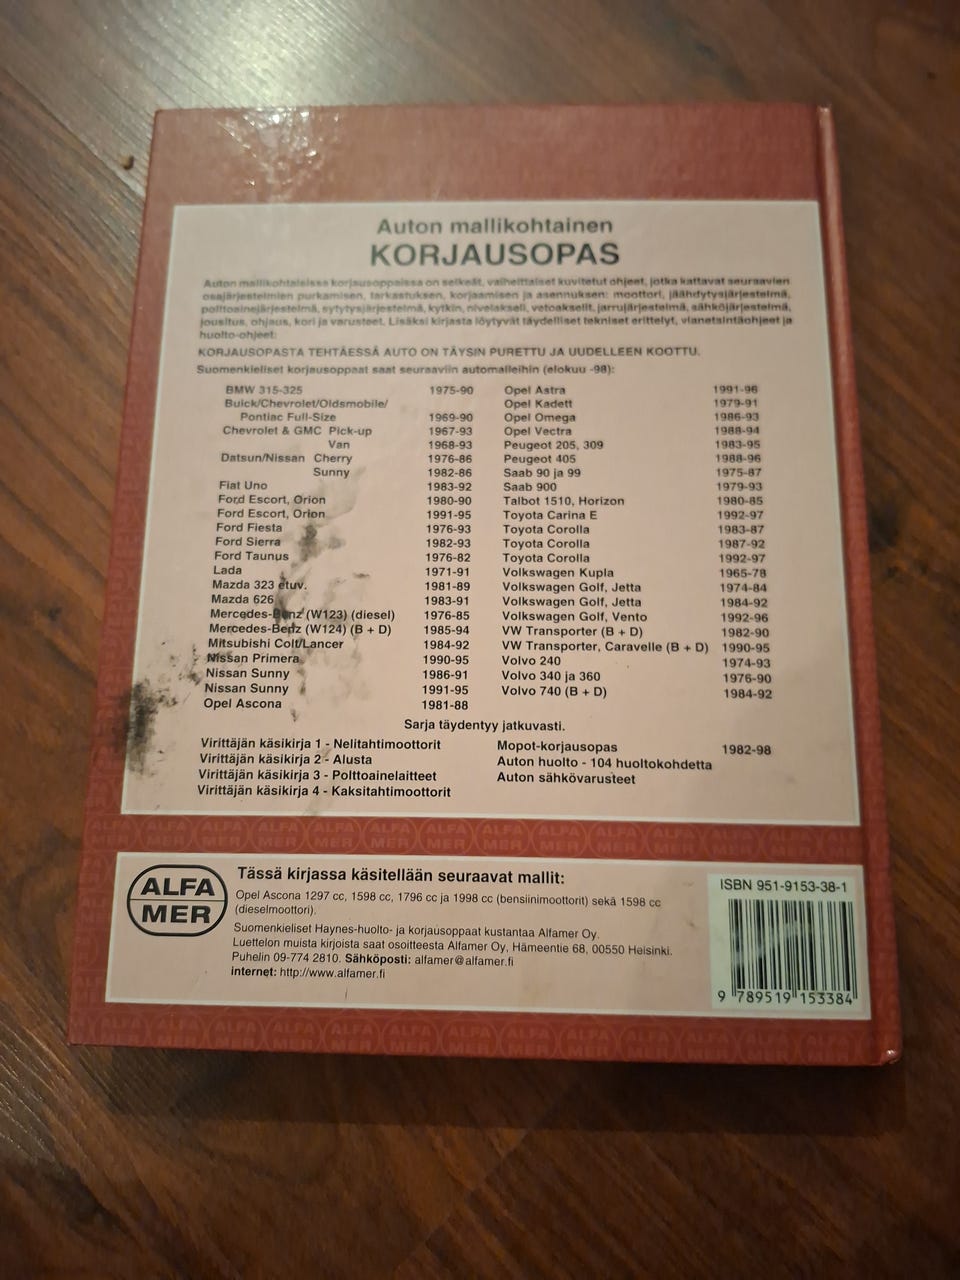 Auton mallikohtainen
KORJAUSOPAS
Auton mallikohtaisissa korjausoppaissa on selkeät, vaiheittaiset kuvitetut ohjeet, jotka kattavat seuraavien
osajärjestelmien purkamisen, tarkastuksen, korjaamisen ja asennuksen: moottori, jäähdytysjärjestelmä,
polttoainejärjestelmä, sytytysjärjestelmä, kytkin, nivelakseli, vetoakselit, jarrujärjestelmä, sähköjärjestelmä,
jousitus, ohjaus, kori ja varusteet. Lisäksi kirjasta löytyvät täydelliset tekniset erittelyt, vianetsintäohjeet ja
huolto-ohjeet:
KORJAUSOPASTA TEHTÄESSÄ AUTO ON TÄYSIN PURETTU JA UUDELLEEN KOOTTU.
Suomenkieliset korjausoppaat saat seuraaviin automalleihin (elokuu -98):
BMW 315-325 1975-90
Buick/Chevrolet/Oldsmobile/
Pontiac Full-Size 1969-90
Chevrolet & GMC Pick-up 1967-93
Van 1968-93
Datsun/Nissan Cherry 1976-86
Sunny 1982-86
Fiat Uno 1983-92
Ford Escort, Orion 1980-90
Ford Escort, Orion 1991-95
Ford Fiesta 1976-93
Ford Sierra 1982-93
Ford Taunus 1976-82
Lada 1971-91
Mazda 323 etuv. 1981-89
Mazda 626 1983-91
Mercedes-Benz (W123) (diesel) 1976-85
Mercedes-Benz (W124) (B + D) 1985-94
Mitsubishi Colt/Lancer 1984-92
Nissan Primera 1990-95
Nissan Sunny 1986-91
Nissan Sunny 1991-95
Opel Ascona 1981-88
Opel Astra 1991-96
Opel Kadett 1979-91
Opel Omega 1986-93
Opel Vectra 1988-94
Peugeot 205, 309 1983-95
Peugeot 405 1988-96
Saab 90 ja 99 1975-87
Saab 900 1979-93
Talbot 1510, Horizon 1980-85
Toyota Carina E 1992-97
Toyota Corolla 1983-87
Toyota Corolla 1987-92
Toyota Corolla 1992-97
Volkswagen Kupla 1965-78
Volkswagen Golf, Jetta 1974-84
Volkswagen Golf, Jetta 1984-92
Volkswagen Golf, Vento 1992-96
VW Transporter (B + D) 1982-90
VW Transporter, Caravelle (B + D) 1990-95
Volvo 240 1974-93
Volvo 340 ja 360 1976-90
Volvo 740 (B + D) 1984-92
Sarja täydentyy jatkuvasti.
Virittäjän käsikirja 1 - Nelitahtimoottorit
Virittäjän käsikirja 2 - Alusta
Virittäjän käsikirja 3 - Polttoainelaitteet
Virittäjän käsikirja 4 - Kaksitahtimoottorit
Mopot-korjausopas 1982-98
Auton huolto - 104 huoltokohdetta
Auton sähkövarusteet
ALFA
MER
Tässä kirjassa käsitellään seuraavat mallit:
Opel Ascona 1297 cc, 1598 cc, 1796 cc ja 1998 cc (bensiinimoottorit) sekä 1598 cc
(dieselmoottori).
Suomenkieliset Haynes-huolto- ja korjausoppaat kustantaa Alfamer Oy.
Luettelon muista kirjoista saat osoitteesta Alfamer Oy, Hämeentie 68, 00550 Helsinki.
Puhelin 09-774 2810. Sähköposti: alfamer@alfamer.fi
internet: http://www.alfamer.fi
ISBN 951-9153-38-1
9 789519 153384